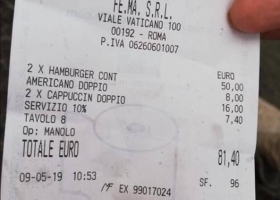 FE.MA. S.R.L.
VIALE VATICANO 100
00192 - ROMA
P.IVA 06260601007
EURO
2 X HAMBURGER CONT 50,00
AMERICANO DOPPIO 8,00
2 X CAPPUCCIN DOPPIO 16,00
SERVIZIO 10% 7,40
TAVOLO 8
Op: MANOLO
TOTALE EURO 81,40
09-05-19 10:53 SF. 96
MF EX 99017024